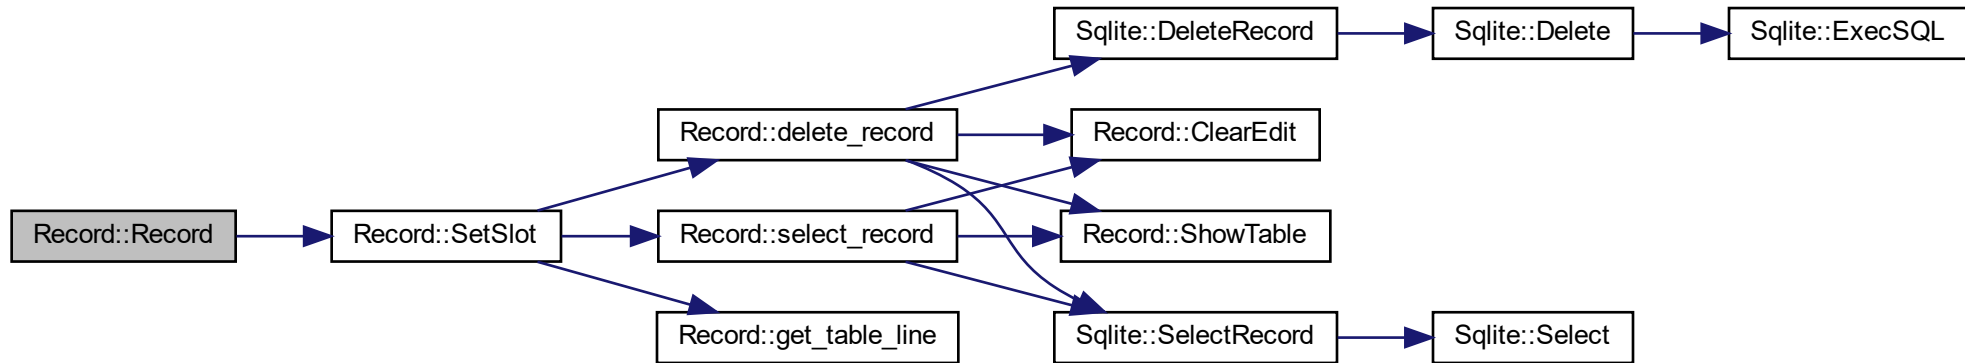 Sqlite::DeleteRecord
Sqlite::Delete
Sqlite::ExecSQL
Record::delete_record
Record::ClearEdit
Record::Record
Record::SetSlot
Record::select_record
Record::ShowTable
Record::get_table_line
Sqlite::SelectRecord
Sqlite::Select